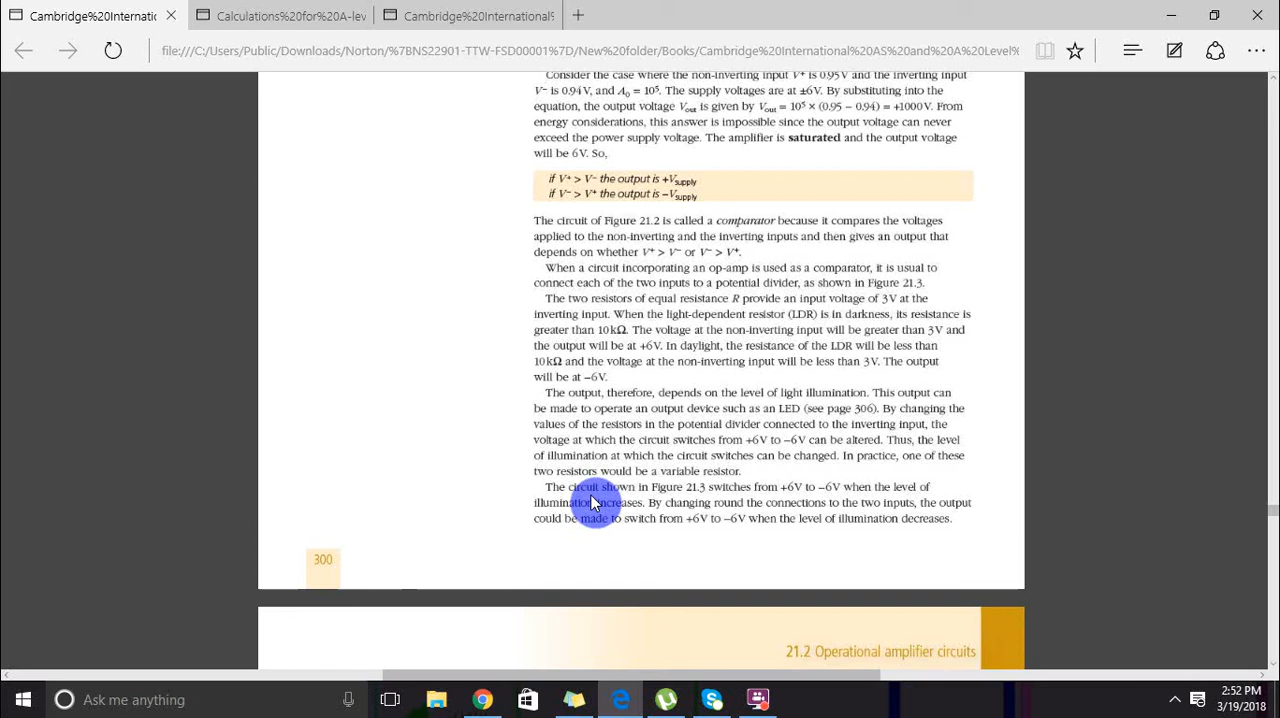 Cambridge%20Internatic
Calculations%20for%20A-lev
Cambridge%20International%
file:///C:/Users/Public/Downloads/Norton/%7BNS22901-TTW-FSD00001%7D/New%20folder/Books/Cambridge%20International%20AS%20and%20A%20Level%
Consider the case where the non-inverting input V⁺ is 0.95V and the inverting input
V⁻ is 0.94V, and A₀ = 10⁵. The supply voltages are at ±6V. By substituting into the
equation, the output voltage Vout is given by Vout = 10⁵ × (0.95 – 0.94) = +1000V. From
energy considerations, this answer is impossible since the output voltage can never
exceed the power supply voltage. The amplifier is saturated and the output voltage
will be 6V. So,
if V⁺ > V⁻ the output is +Vsupply
if V⁻ > V⁺ the output is –Vsupply
The circuit of Figure 21.2 is called a comparator because it compares the voltages
applied to the non-inverting and the inverting inputs and then gives an output that
depends on whether V⁺ > V⁻ or V⁻ > V⁺.
When a circuit incorporating an op-amp is used as a comparator, it is usual to
connect each of the two inputs to a potential divider, as shown in Figure 21.3.
The two resistors of equal resistance R provide an input voltage of 3V at the
inverting input. When the light-dependent resistor (LDR) is in darkness, its resistance is
greater than 10kΩ. The voltage at the non-inverting input will be greater than 3V and
the output will be at +6V. In daylight, the resistance of the LDR will be less than
10kΩ and the voltage at the non-inverting input will be less than 3V. The output
will be at –6V.
The output, therefore, depends on the level of light illumination. This output can
be made to operate an output device such as an LED (see page 306). By changing the
values of the resistors in the potential divider connected to the inverting input, the
voltage at which the circuit switches from +6V to –6V can be altered. Thus, the level
of illumination at which the circuit switches can be changed. In practice, one of these
two resistors would be a variable resistor.
The circuit shown in Figure 21.3 switches from +6V to –6V when the level of
illumination increases. By changing round the connections to the two inputs, the output
could be made to switch from +6V to –6V when the level of illumination decreases.
300
21.2 Operational amplifier circuits
Ask me anything
2:52 PM
3/19/2018